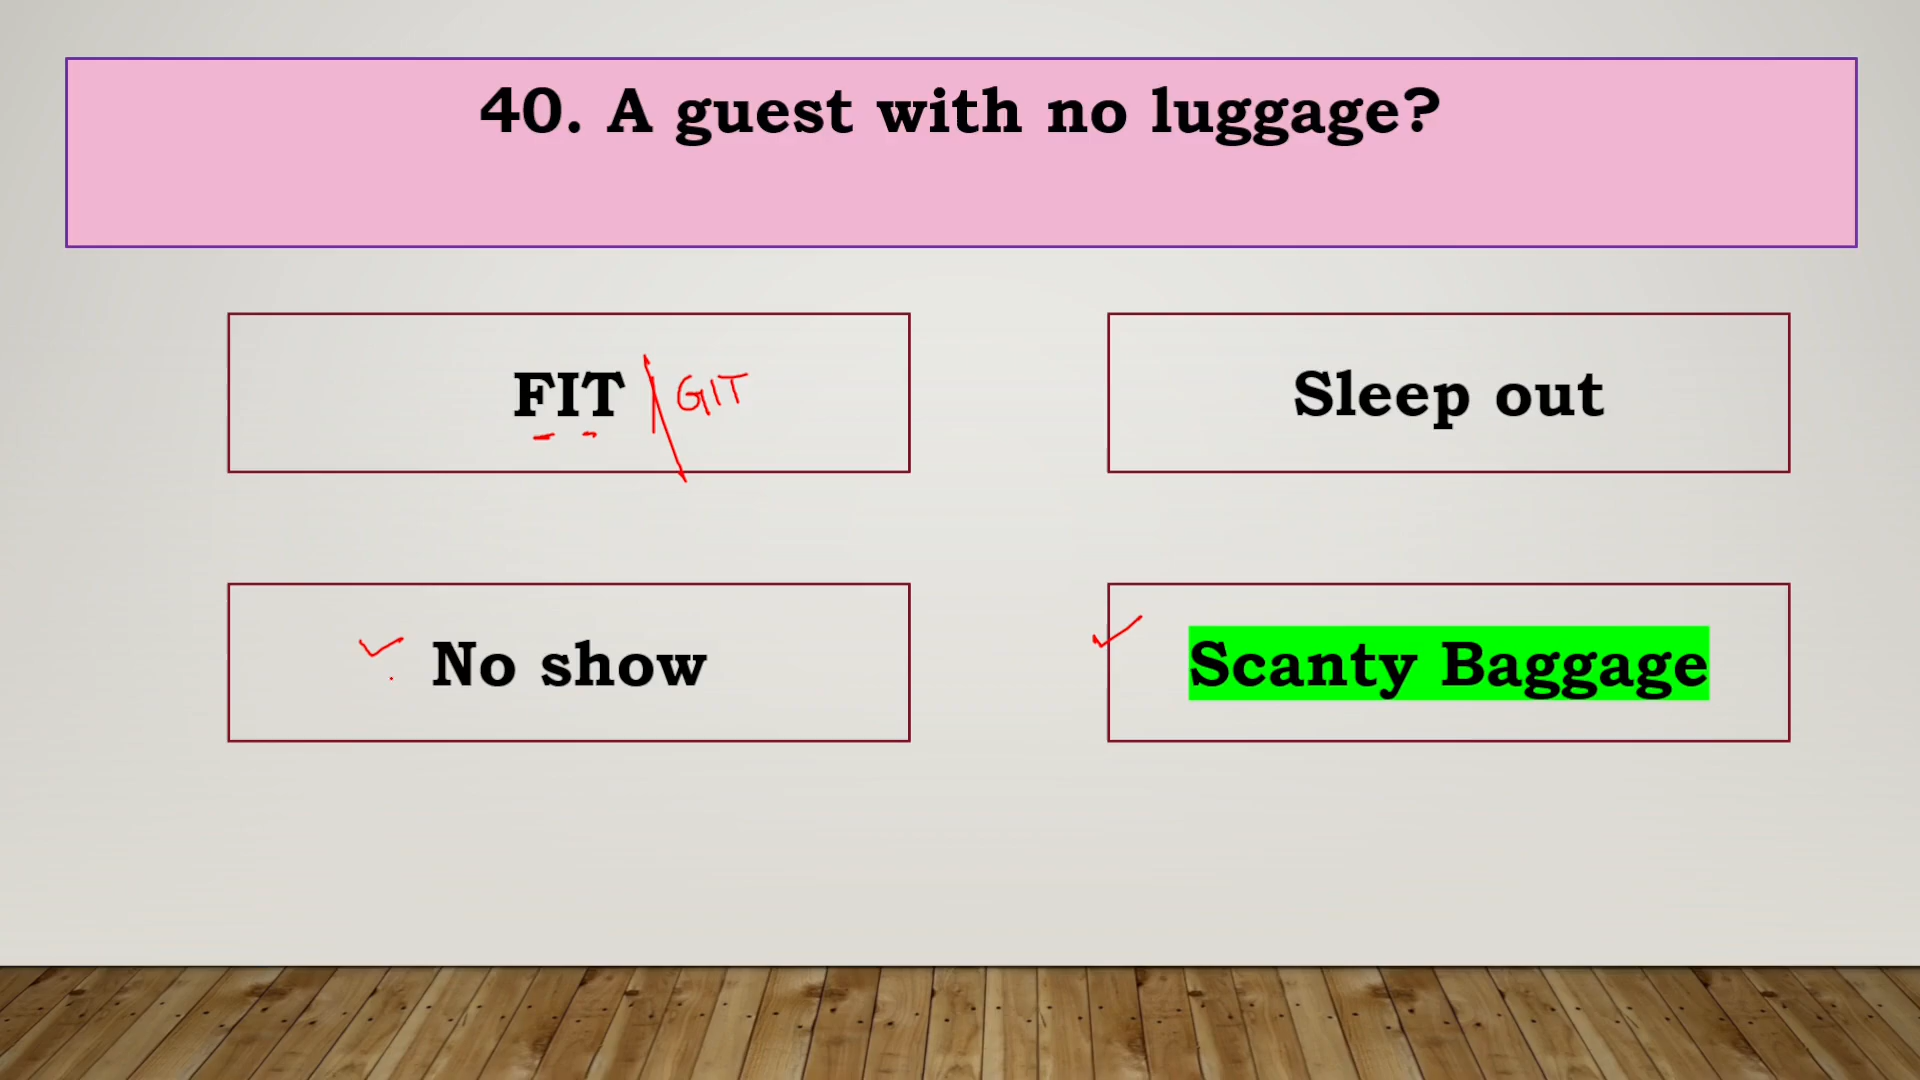 40. A guest with no luggage?
FIT GIT
Sleep out
No show
Scanty Baggage